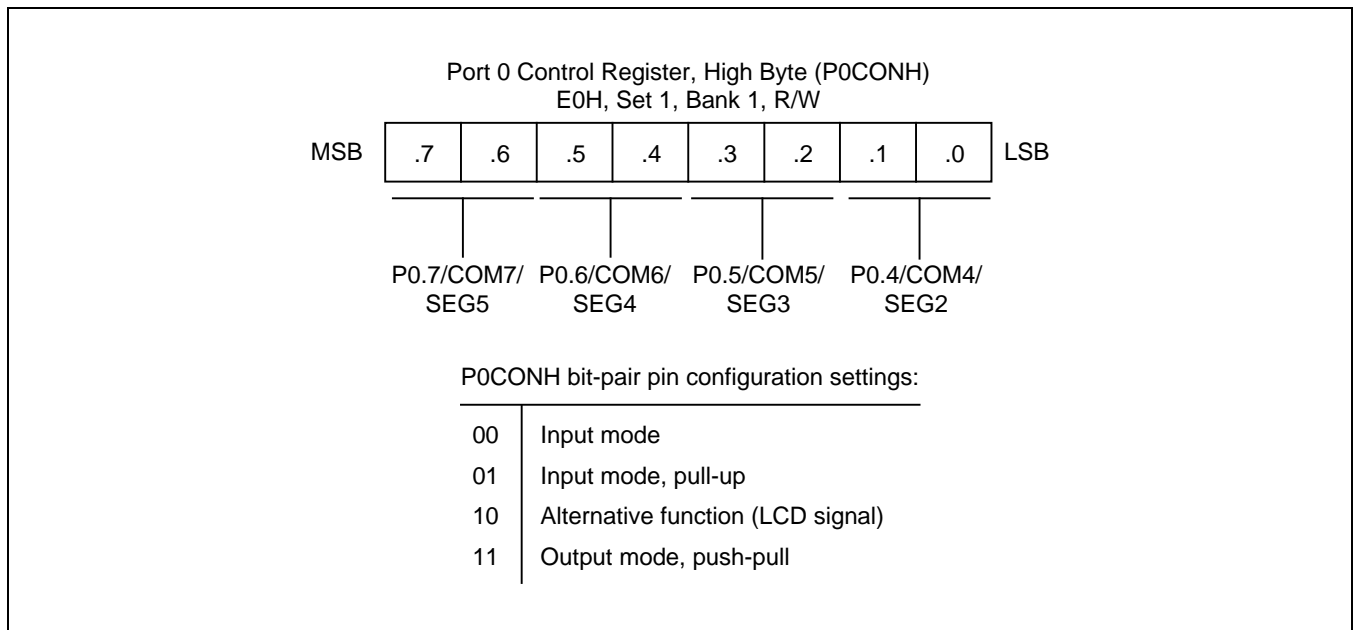 Port 0 Control Register, High Byte (P0CONH)
E0H, Set 1, Bank 1, R/W
MSB .7 .6 .5 .4 .3 .2 .1 .0 LSB
P0.7/COM7/ P0.6/COM6/ P0.5/COM5/ P0.4/COM4/
SEG5 SEG4 SEG3 SEG2
P0CONH bit-pair pin configuration settings:
00 Input mode
01 Input mode, pull-up
10 Alternative function (LCD signal)
11 Output mode, push-pull